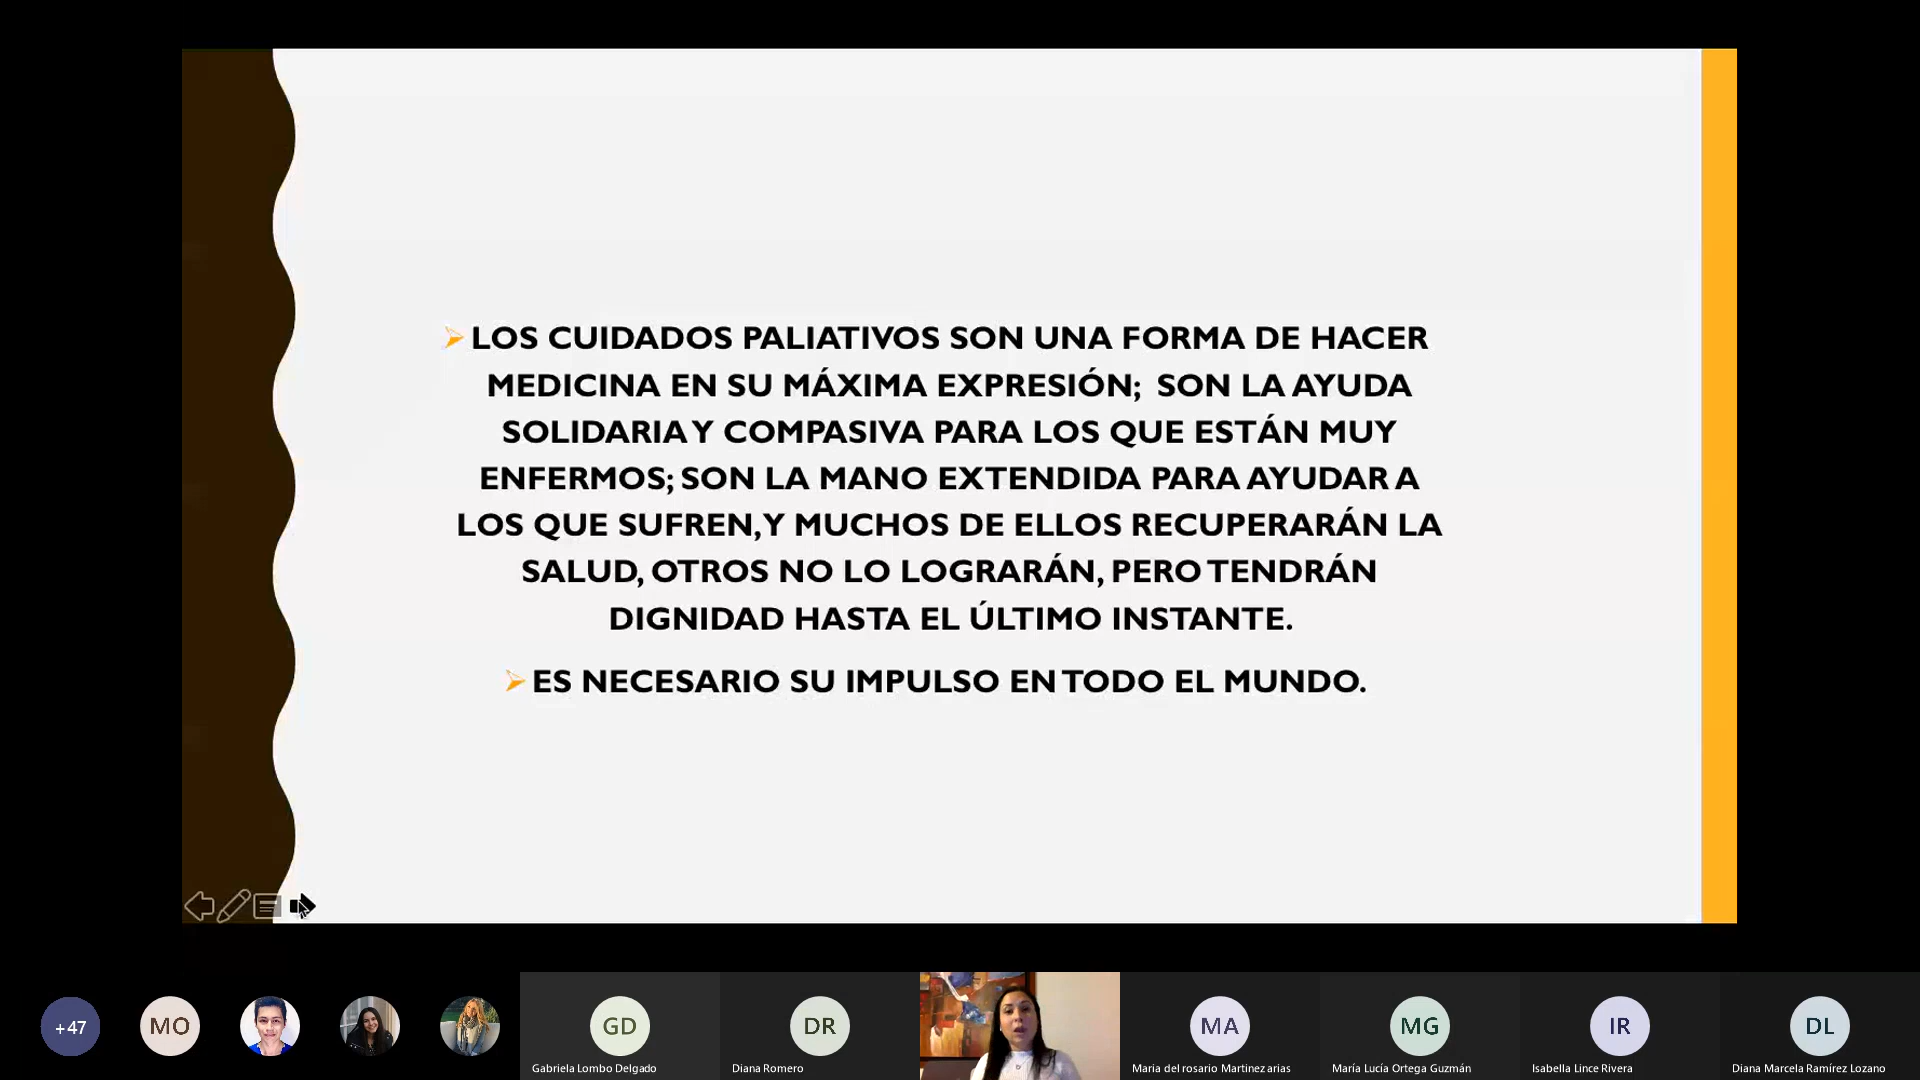 LOS CUIDADOS PALIATIVOS SON UNA FORMA DE HACER
MEDICINA EN SU MÁXIMA EXPRESIÓN; SON LA AYUDA
SOLIDARIA Y COMPASIVA PARA LOS QUE ESTÁN MUY
ENFERMOS; SON LA MANO EXTENDIDA PARA AYUDAR A
LOS QUE SUFREN, Y MUCHOS DE ELLOS RECUPERARÁN LA
SALUD, OTROS NO LO LOGRARÁN, PERO TENDRÁN
DIGNIDAD HASTA EL ÚLTIMO INSTANTE.
ES NECESARIO SU IMPULSO EN TODO EL MUNDO.
+47
MO
GD
Gabriela Lombo Delgado
DR
Diana Romero
MA
Maria del rosario Martinez arias
MG
María Lucía Ortega Guzmán
IR
Isabella Lince Rivera
DL
Diana Marcela Ramírez Lozano